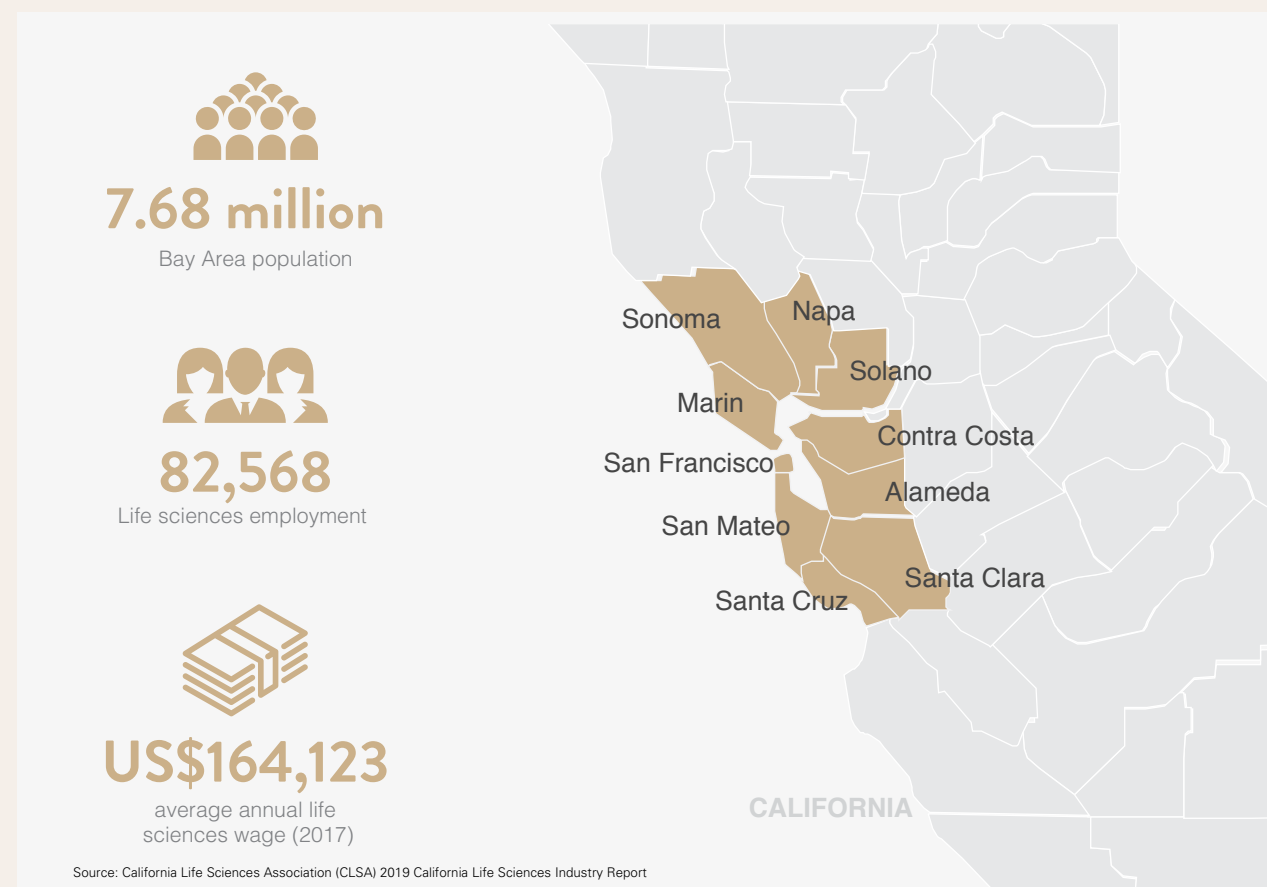 7.68 million
Bay Area population
82,568
Life sciences employment
US$164,123
average annual life
sciences wage (2017)
Sonoma
Napa
Solano
Marin
Contra Costa
San Francisco
Alameda
San Mateo
Santa Clara
Santa Cruz
CALIFORNIA
Source: California Life Sciences Association (CLSA) 2019 California Life Sciences Industry Report